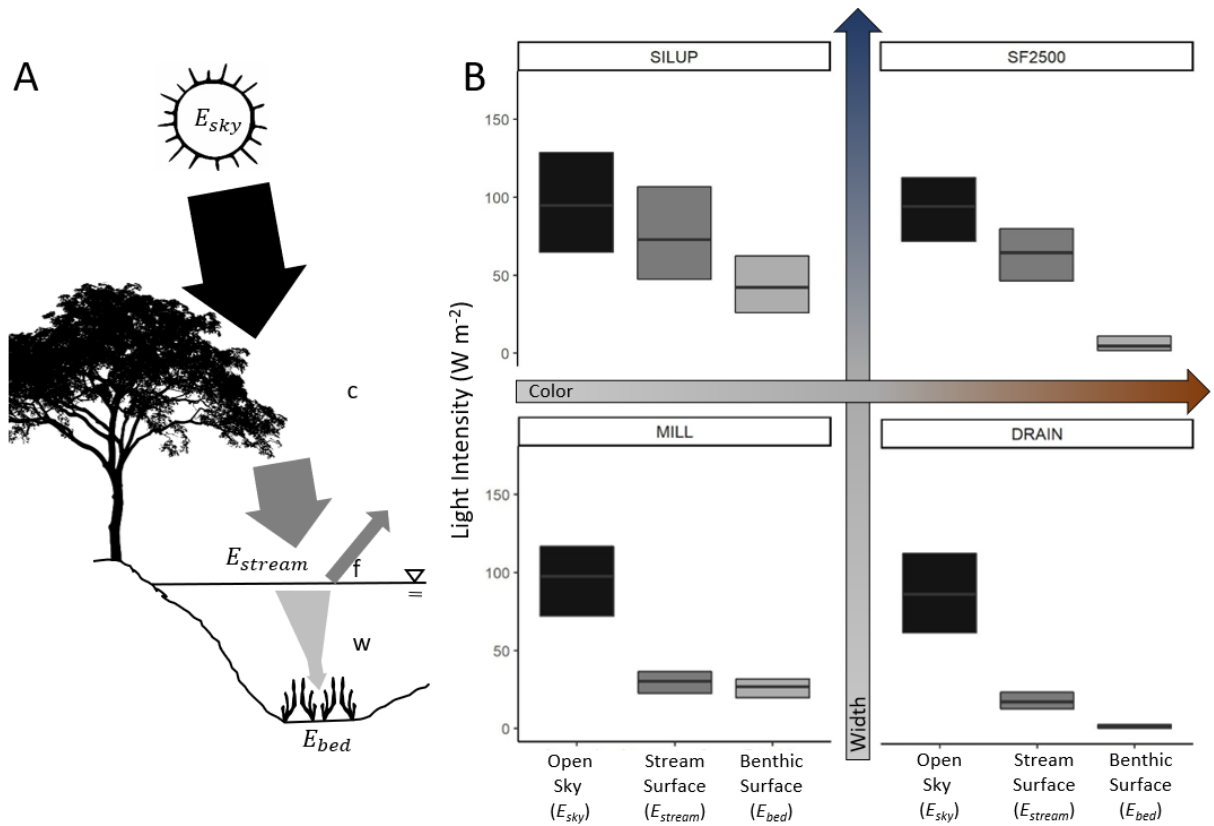 A
E_sky
c
E_stream
f
=
w
E_bed
B
SILUP
SF2500
150
100
50
0
Light Intensity (W m⁻²)
Color
Width
MILL
DRAIN
150
100
50
0
Open
Sky
(E_sky)
Stream
Surface
(E_stream)
Benthic
Surface
(E_bed)
Open
Sky
(E_sky)
Stream
Surface
(E_stream)
Benthic
Surface
(E_bed)